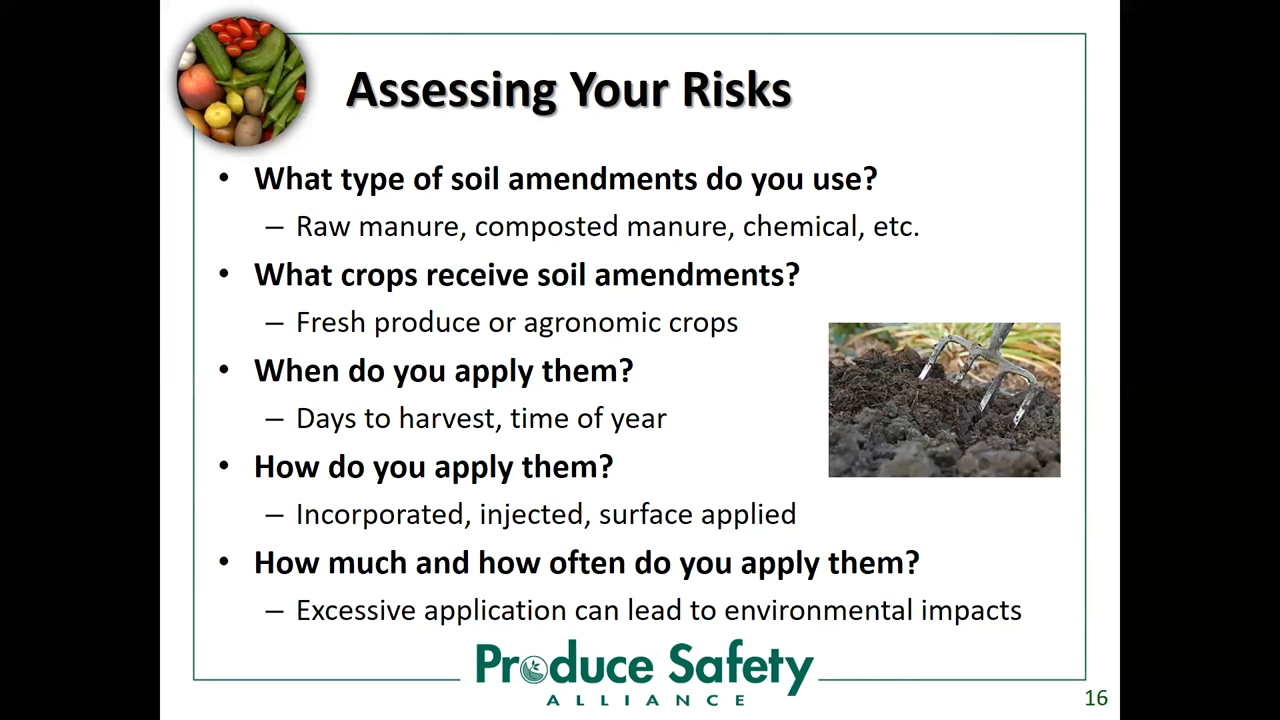 Assessing Your Risks
• What type of soil amendments do you use?
– Raw manure, composted manure, chemical, etc.
• What crops receive soil amendments?
– Fresh produce or agronomic crops
• When do you apply them?
– Days to harvest, time of year
• How do you apply them?
– Incorporated, injected, surface applied
• How much and how often do you apply them?
– Excessive application can lead to environmental impacts
Produce Safety
ALLIANCE
16